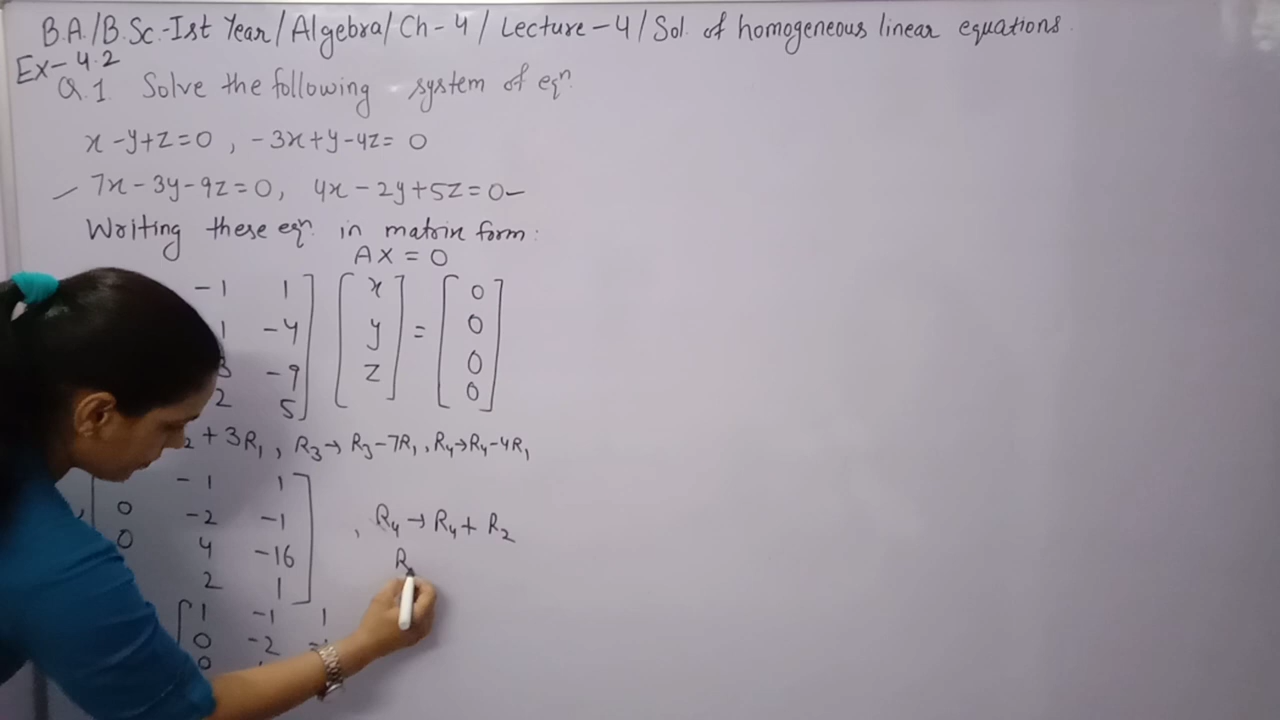 B.A./B.Sc.-Ist Year/Algebra/Ch-4/Lecture-4/Sol. of homogeneous linear equations.
Ex-4.2
Q.1. Solve the following system of eqn.
x-y+z=0, -3x+y-4z=0
7x-3y-9z=0, 4x-2y+5z=0-
Writing these eqn. in matrix form:
AX = 0
-1 1 x 0
1 -4 y = 0
3 -9 z 0
2 5 0
2 + 3R1, R3→R3-7R1, R4→R4-4R1
-1 1
0 -2 -1 , R4→R4+R2
0 4 -16 R
2 1
1 -1 1
0 -2
0